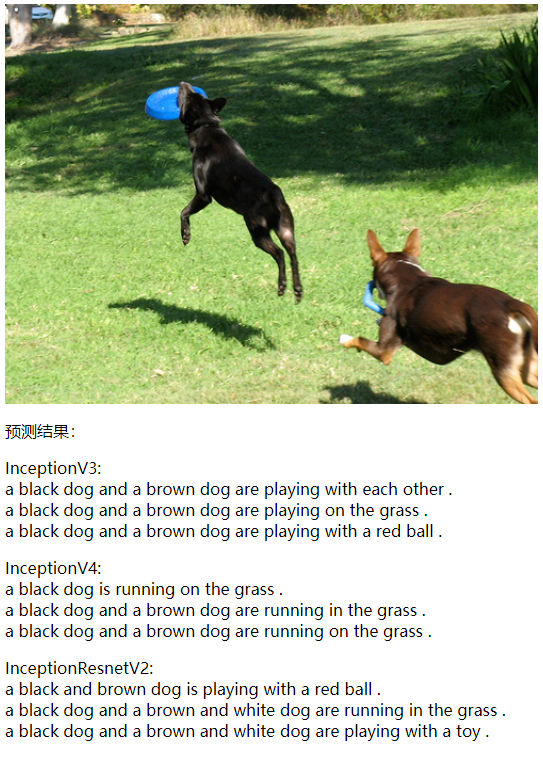 预测结果：
InceptionV3:
a black dog and a brown dog are playing with each other .
a black dog and a brown dog are playing on the grass .
a black dog and a brown dog are playing with a red ball .
InceptionV4:
a black dog is running on the grass .
a black dog and a brown dog are running in the grass .
a black dog and a brown dog are running on the grass .
InceptionResnetV2:
a black and brown dog is playing with a red ball .
a black dog and a brown and white dog are running in the grass .
a black dog and a brown and white dog are playing with a toy .